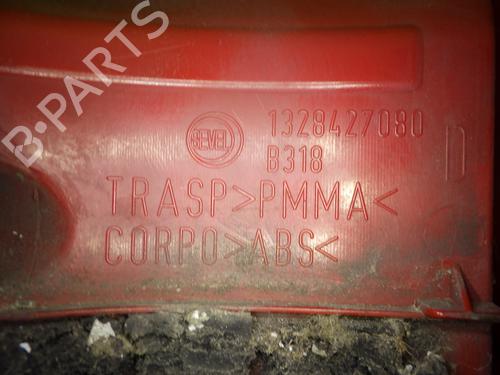 B-PARTS
SEVEL
1328427080
B318
D
TRASP>PMMA<
CORPO>ABS<